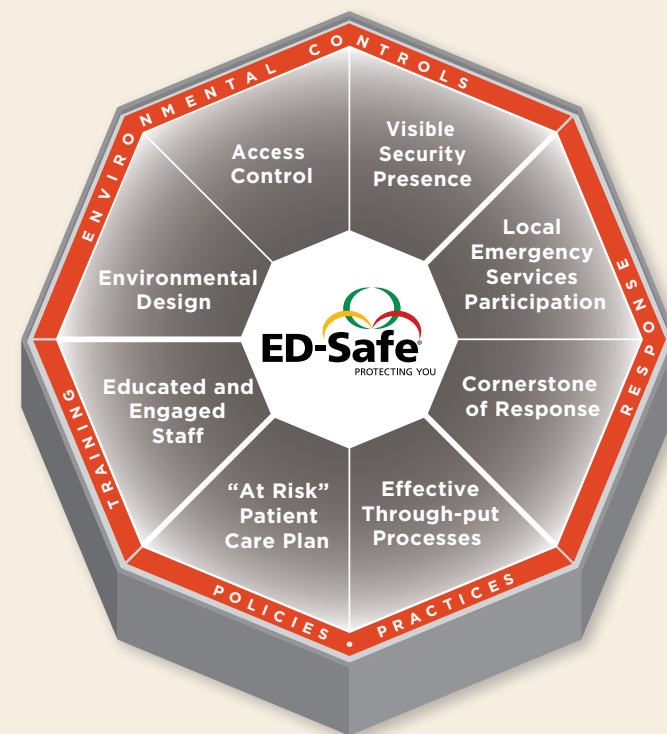 ENVIRONMENTAL CONTROLS
Visible
Security
Presence
Access
Control
Local
Emergency
Services
Participation
Environmental
Design
RESPONSE
ED-Safe®
PROTECTING YOU
Cornerstone
of Response
Educated and
Engaged
Staff
TRAINING
Effective
Through-put
Processes
“At Risk”
Patient
Care Plan
POLICIES • PRACTICES